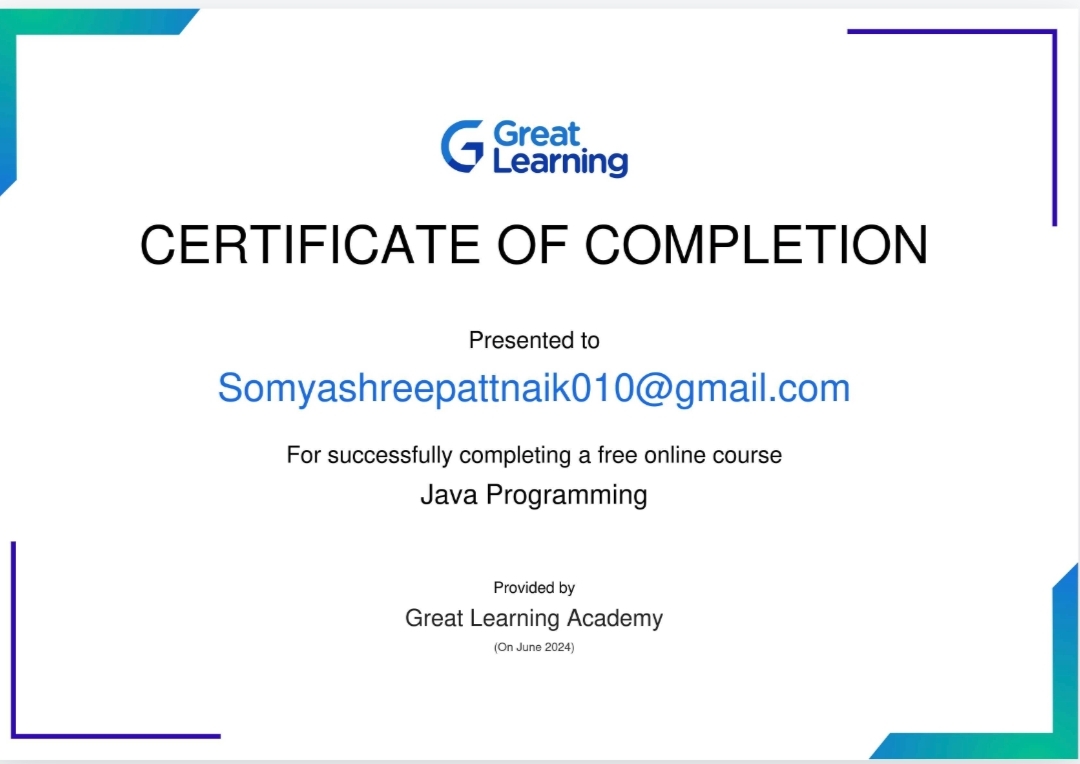 Great
Learning
CERTIFICATE OF COMPLETION
Presented to
Somyashreepattnaik010@gmail.com
For successfully completing a free online course
Java Programming
Provided by
Great Learning Academy
(On June 2024)